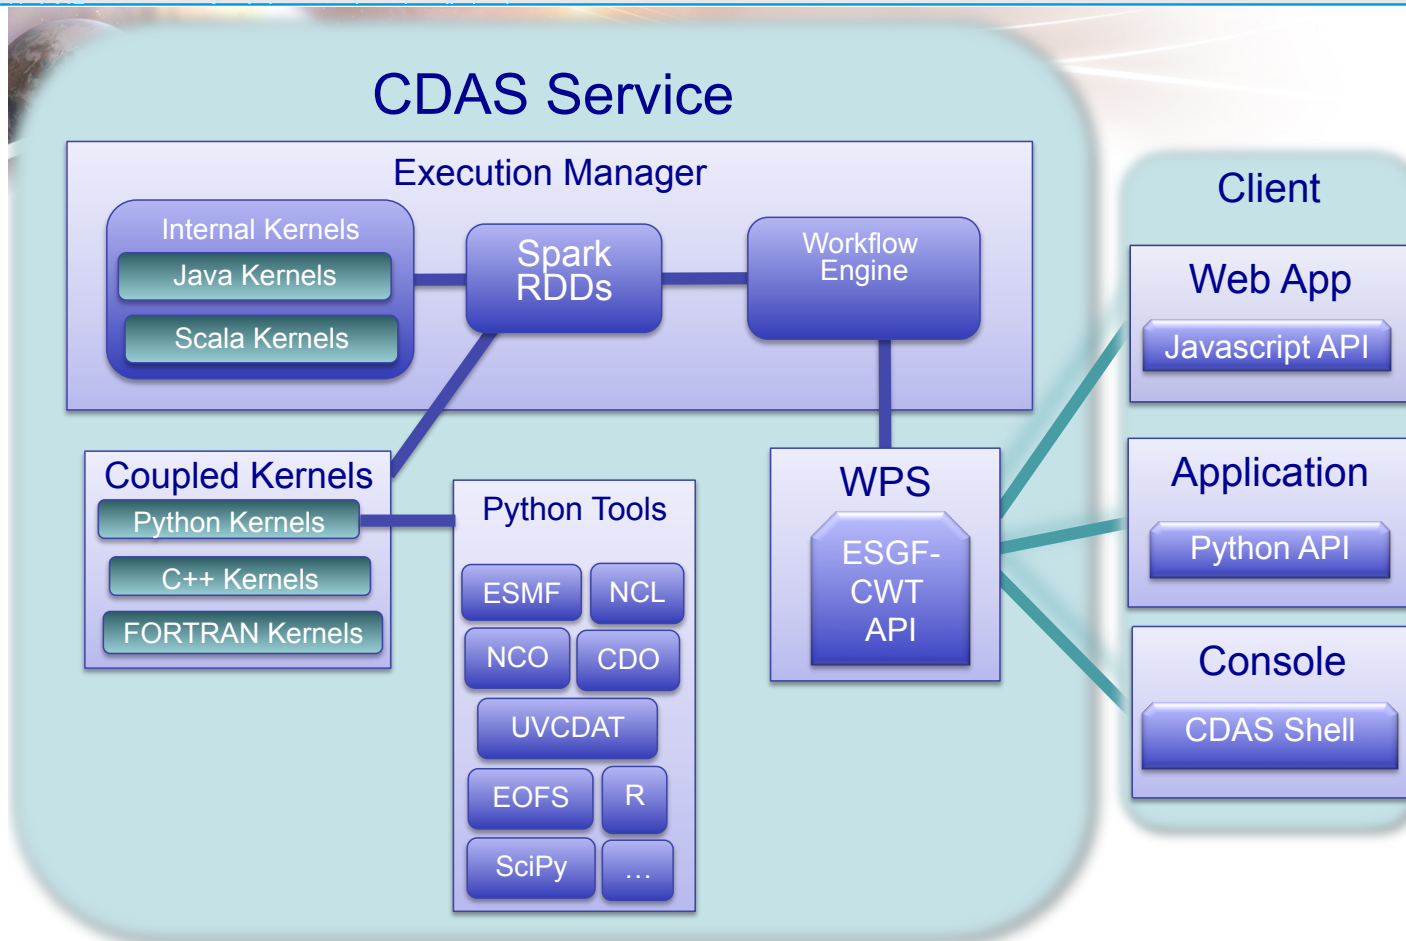 CDAS Service
Execution Manager
Internal Kernels
Java Kernels
Scala Kernels
Spark
RDDs
Workflow
Engine
Coupled Kernels
Python Kernels
C++ Kernels
FORTRAN Kernels
Python Tools
ESMF
NCL
NCO
CDO
UVCDAT
EOFS
R
SciPy
...
WPS
ESGF-
CWT
API
Client
Web App
Javascript API
Application
Python API
Console
CDAS Shell